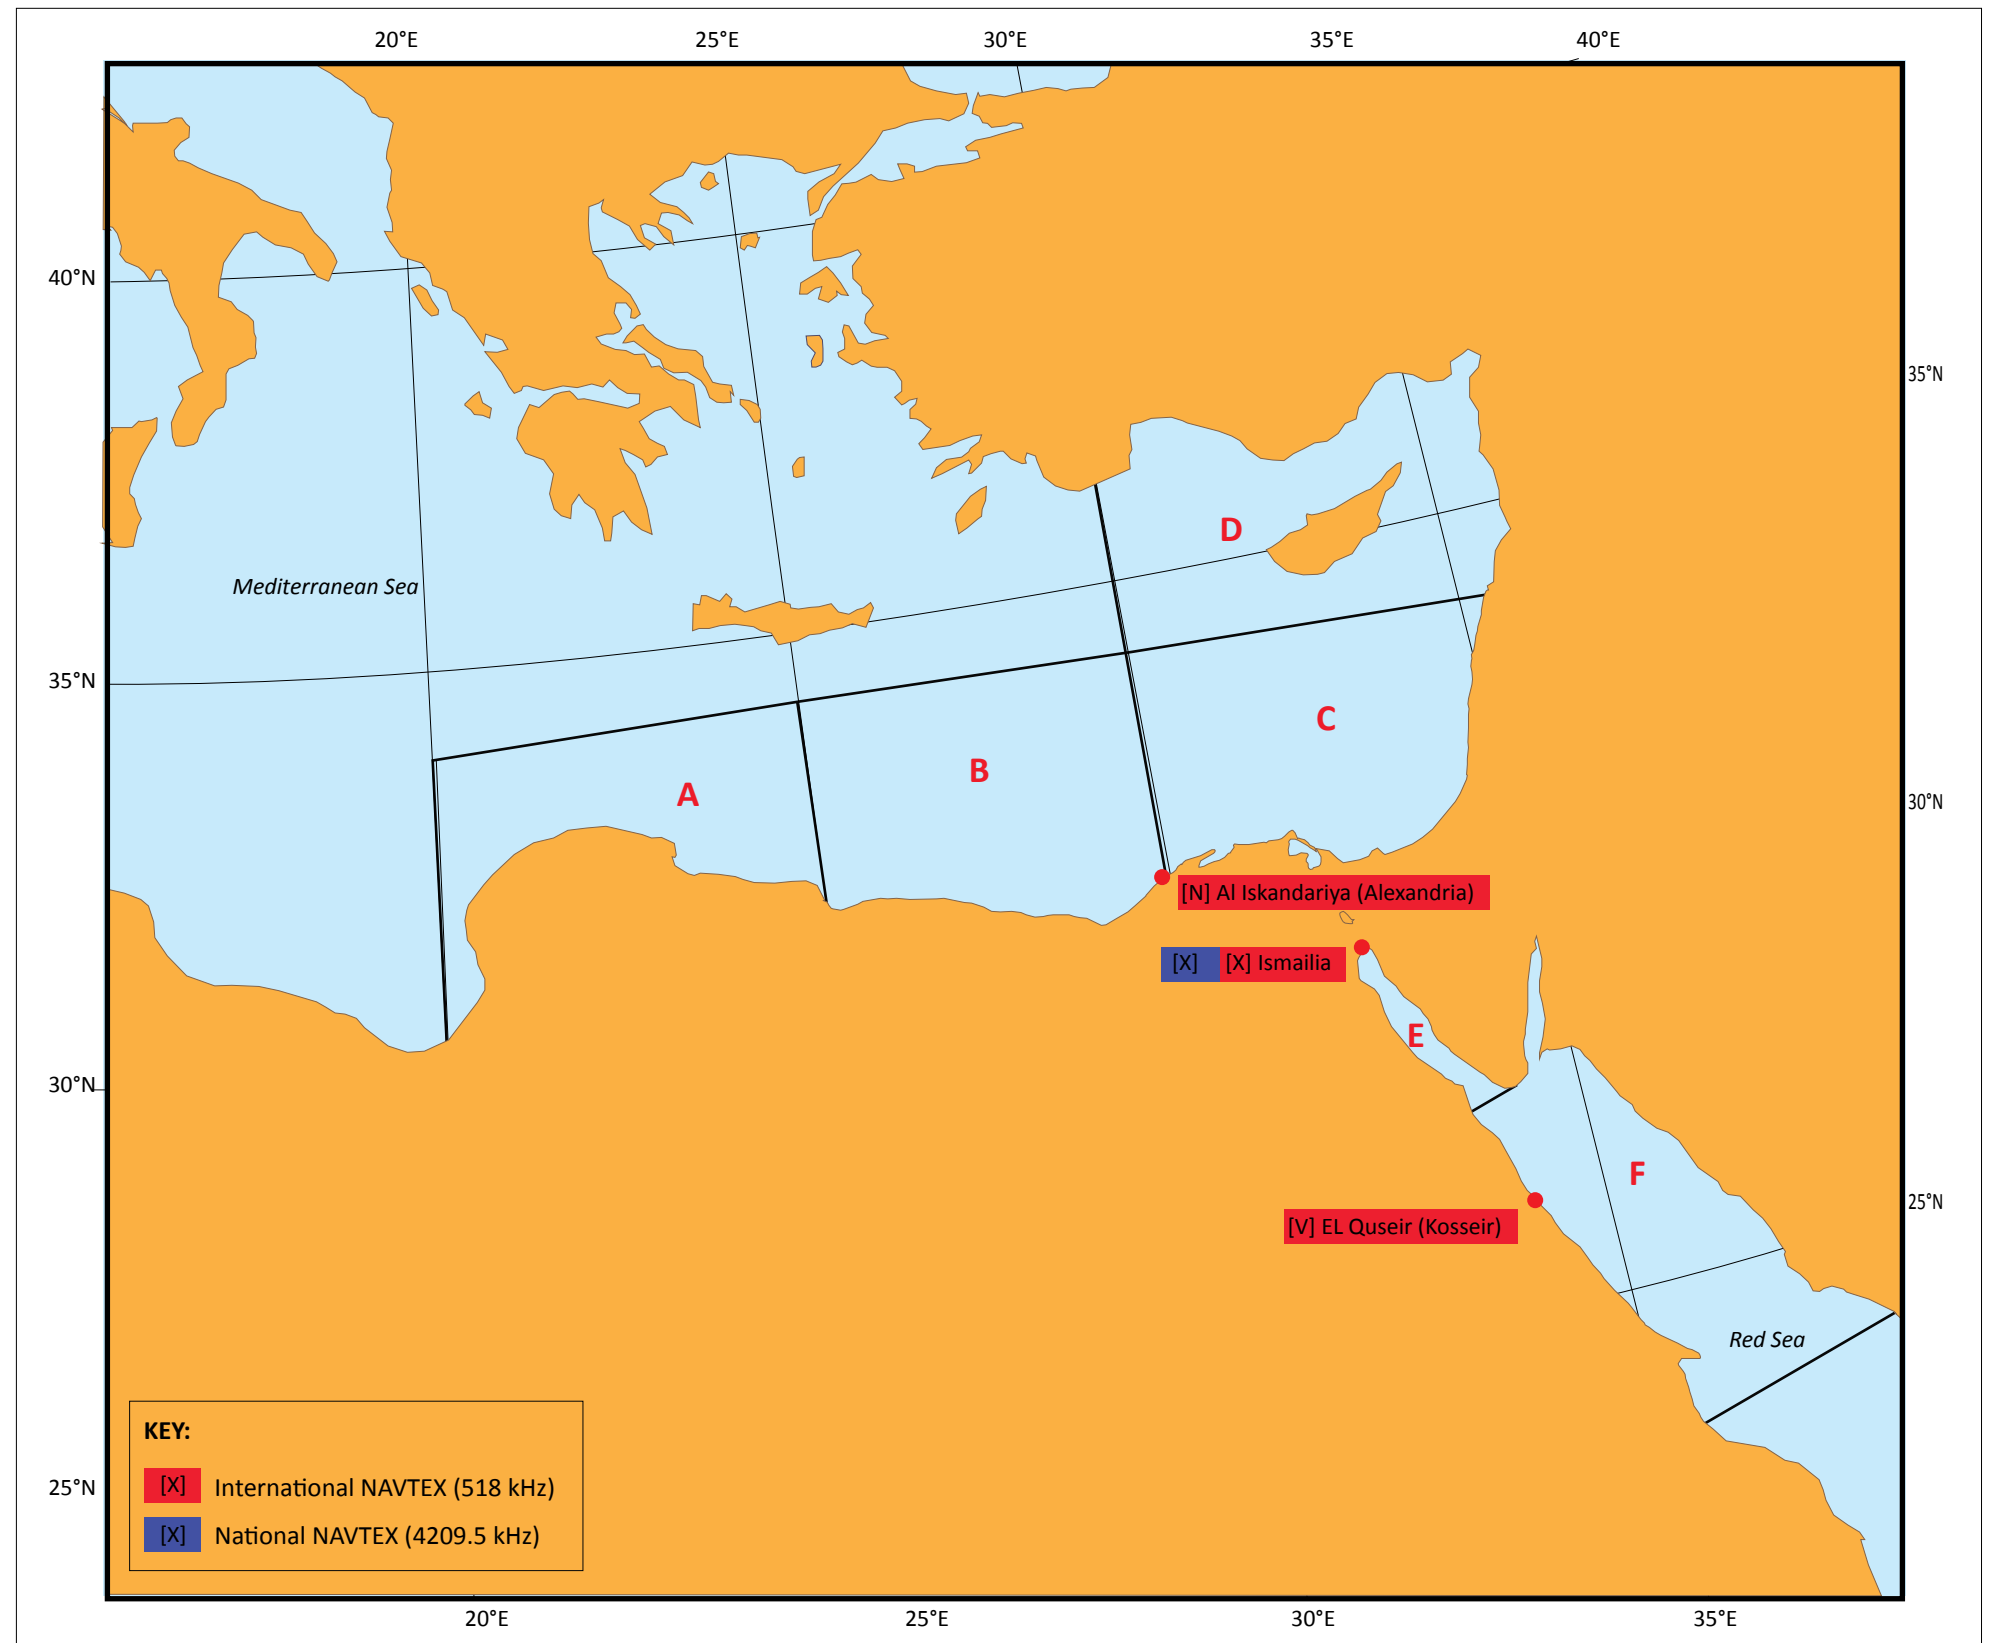 20°E 25°E 30°E 35°E 40°E
40°N
35°N
D
Mediterranean Sea
35°N
C
B
A
30°N
[N] Al Iskandariya (Alexandria)
[X] [X] Ismailia
E
30°N
F
25°N
[V] EL Quseir (Kosseir)
Red Sea
KEY:
[X] International NAVTEX (518 kHz)
25°N
[X] National NAVTEX (4209.5 kHz)
20°E 25°E 30°E 35°E